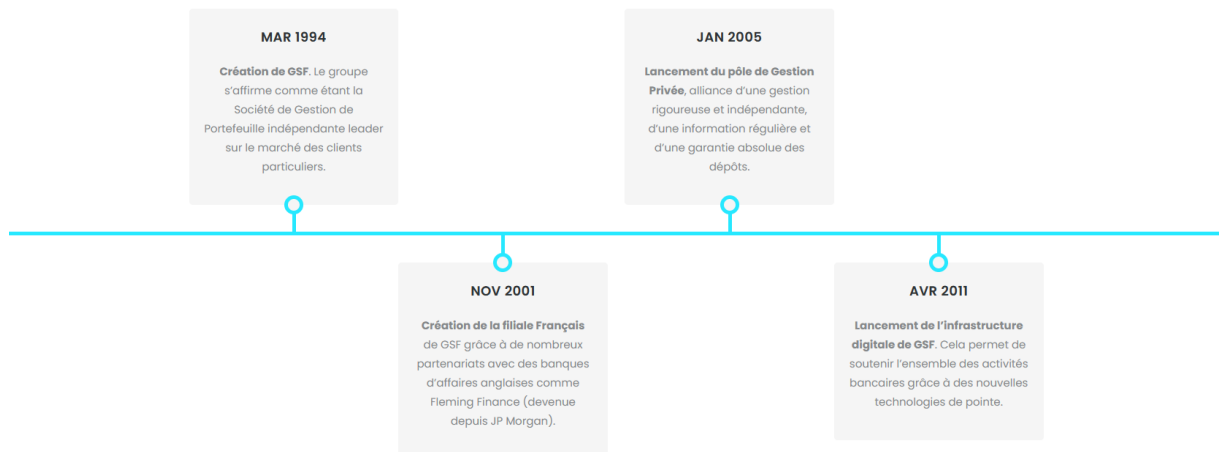 MAR 1994
Création de GSF. Le groupe
s’affirme comme étant la
Société de Gestion de
Portefeuille indépendante leader
sur le marché des clients
particuliers.
NOV 2001
Création de la filiale Français
de GSF grâce à de nombreux
partenariats avec des banques
d’affaires anglaises comme
Fleming Finance (devenue
depuis JP Morgan).
JAN 2005
Lancement du pôle de Gestion
Privée, alliance d’une gestion
rigoureuse et indépendante,
d’une information régulière et
d’une garantie absolue des
dépôts.
AVR 2011
Lancement de l’infrastructure
digitale de GSF. Cela permet de
soutenir l’ensemble des activités
bancaires grâce à des nouvelles
technologies de pointe.